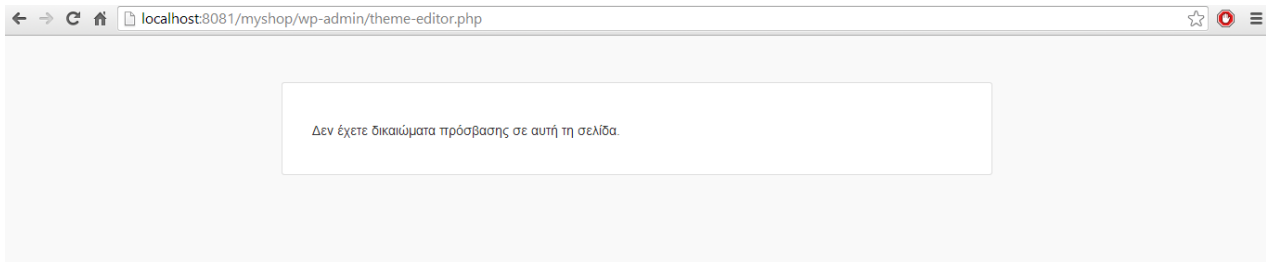 localhost:8081/myshop/wp-admin/theme-editor.php
Δεν έχετε δικαιώματα πρόσβασης σε αυτή τη σελίδα.